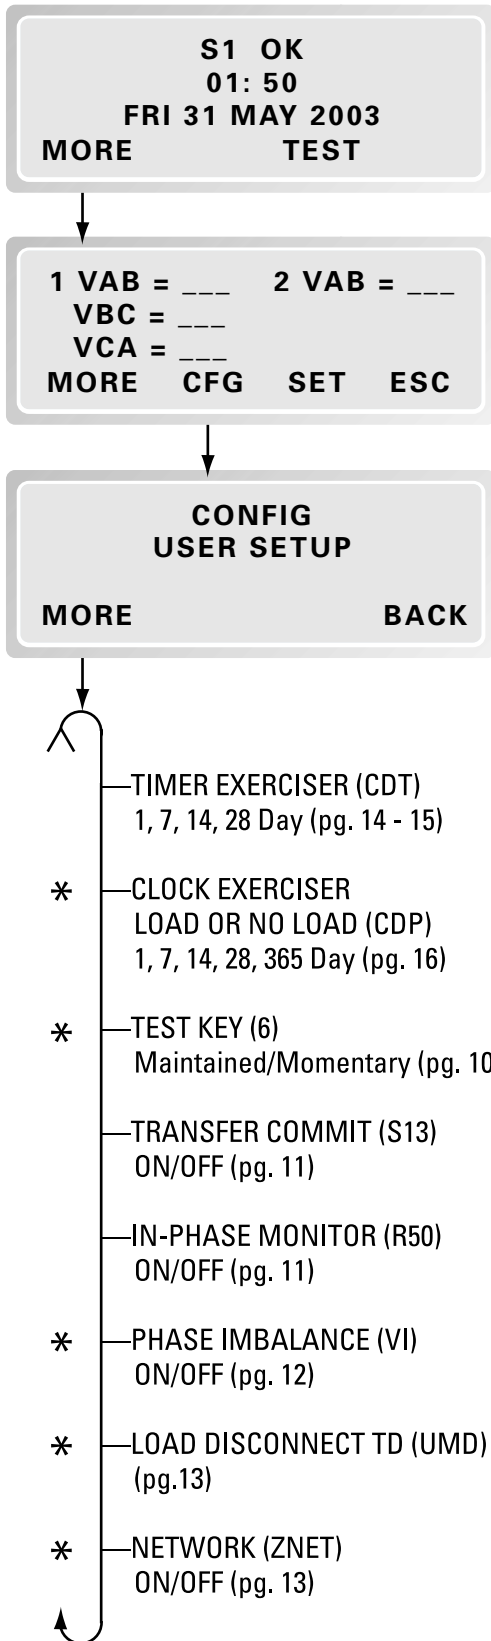 S1 OK
01: 50
FRI 31 MAY 2003
MORE TEST
1 VAB = ___ 2 VAB = ___
VBC = ___
VCA = ___
MORE CFG SET ESC
CONFIG
USER SETUP
MORE BACK
TIMER EXERCISER (CDT)
1, 7, 14, 28 Day (pg. 14 - 15)
* CLOCK EXERCISER
LOAD OR NO LOAD (CDP)
1, 7, 14, 28, 365 Day (pg. 16)
* TEST KEY (6)
Maintained/Momentary (pg. 10
TRANSFER COMMIT (S13)
ON/OFF (pg. 11)
IN-PHASE MONITOR (R50)
ON/OFF (pg. 11)
* PHASE IMBALANCE (VI)
ON/OFF (pg. 12)
* LOAD DISCONNECT TD (UMD)
(pg.13)
* NETWORK (ZNET)
ON/OFF (pg. 13)